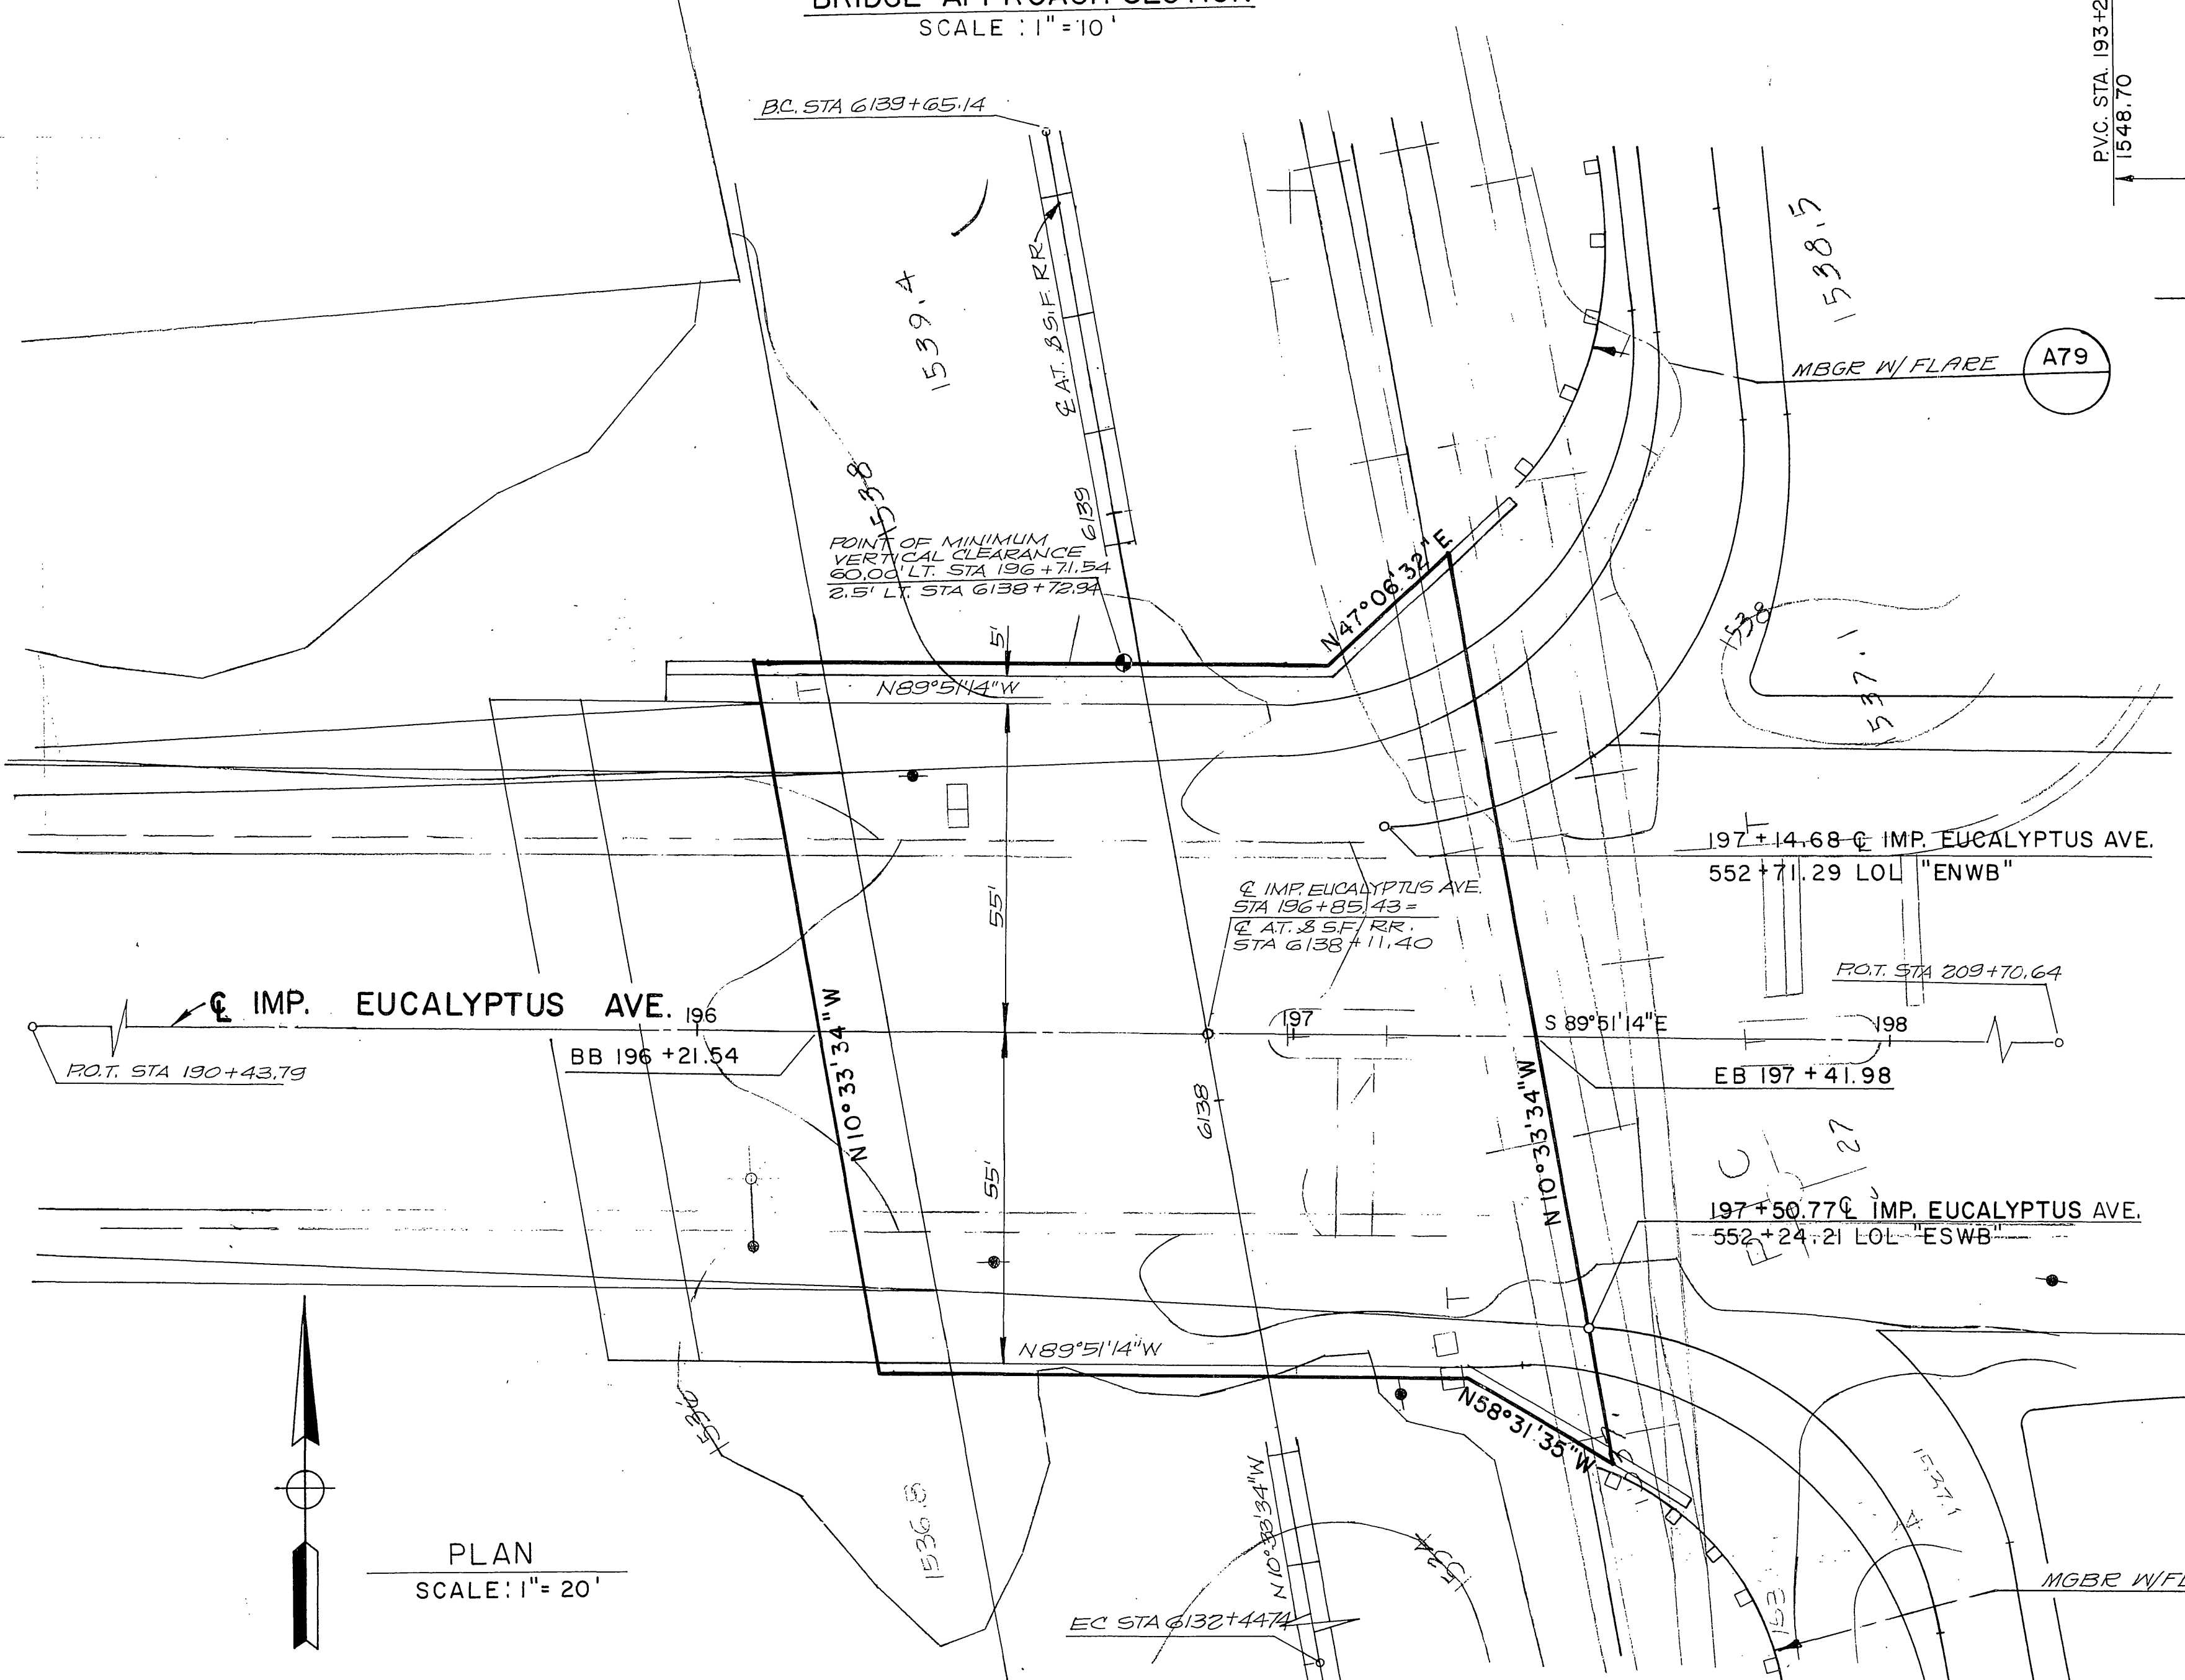 BRIDGE APPROACH SECTION
SCALE : 1" = 10'
P.V.C. STA. 193+2
1548.70
B.C. STA 6139+65.14
℄ A.T. & S.F. RR
1539.4
1538.5
MBGR W/ FLARE
A79
1538
6139
POINT OF MINIMUM
VERTICAL CLEARANCE
60.00' LT. STA 196+71.54
2.5' LT. STA 6138+72.94
N 47°06'32" E
5'
N89°51'14"W
1538
1537.1
197+14.68 ℄ IMP. EUCALYPTUS AVE.
552+71.29 LOL "ENWB"
55'
℄ IMP. EUCALYPTUS AVE.
STA 196+85.43 =
℄ A.T. & S.F. R.R.
STA 6138+11.40
P.O.T. STA 209+70.64
℄ IMP. EUCALYPTUS AVE.
196
197
S 89°51'14"E
198
BB 196+21.54
P.O.T. STA 190+43.79
EB 197+41.98
N10°33'34"W
N10°33'34"W
6138
55'
27
197+50.77 ℄ IMP. EUCALYPTUS AVE.
552+24.21 LOL "ESWB"
N89°51'14"W
N58°31'35"W
1536.8
N10°33'34"W
PLAN
SCALE: 1" = 20'
EC STA 6132+44.74
MGBR W/FL